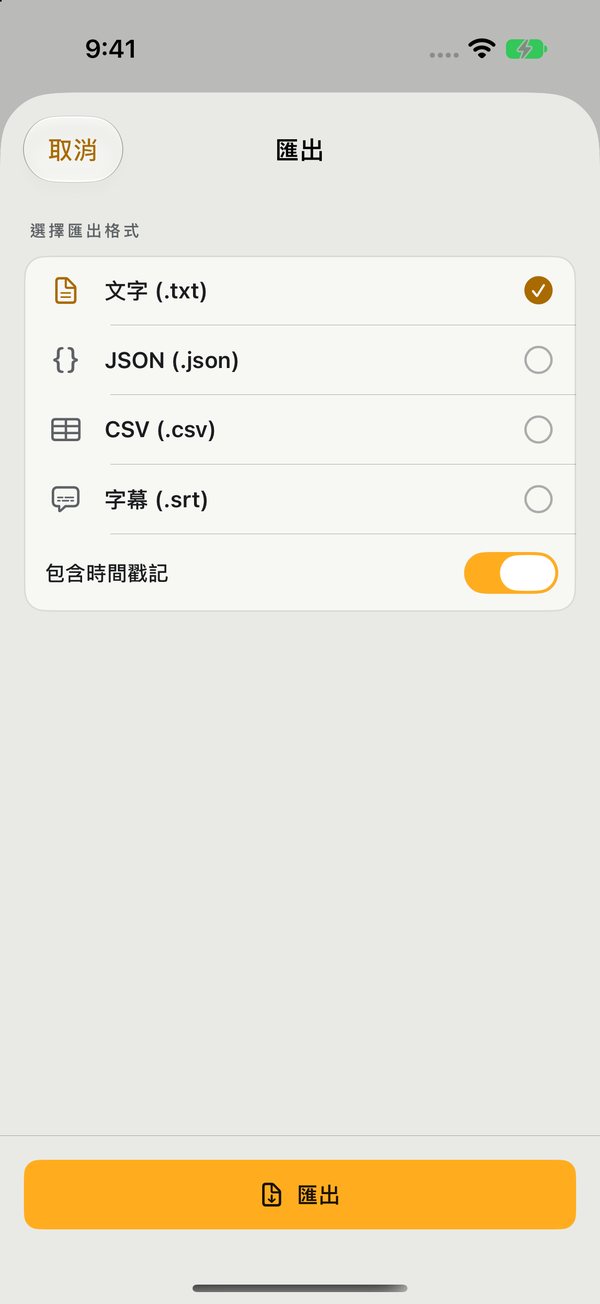 9:41
取消
匯出
選擇匯出格式
文字 (.txt)
{} JSON (.json)
CSV (.csv)
字幕 (.srt)
包含時間戳記
匯出